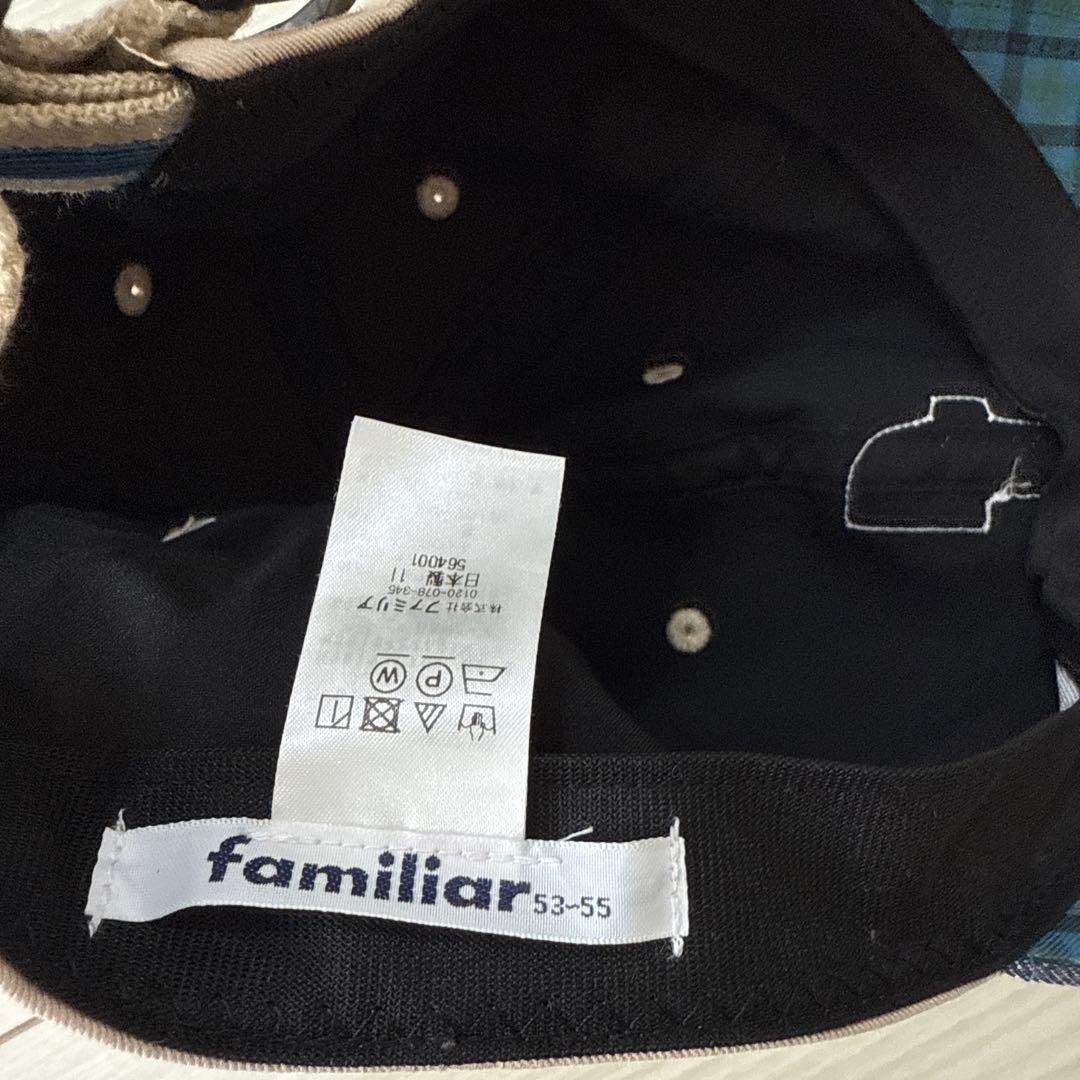 familiar 53~55
W P
株式会社 ファミリア
0120-078-345
日本製 11
564001